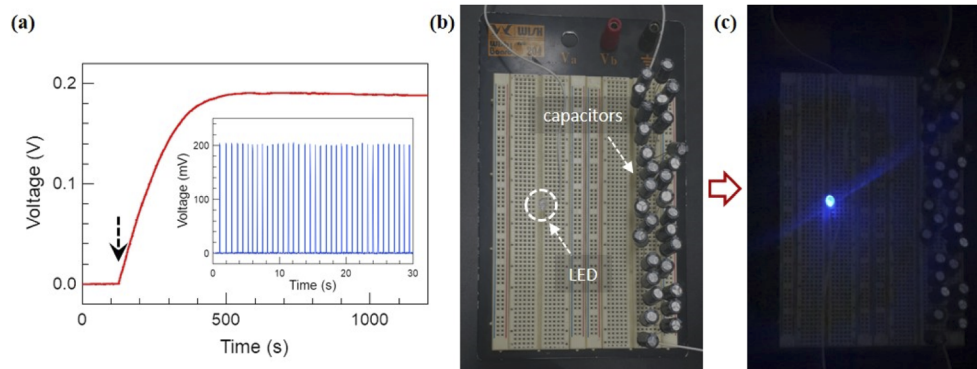 (a)
(b)
(c)
0.2
0.1
0.0
Voltage (V)
0
500
1000
Time (s)
200
100
0
Voltage (mV)
0
10
20
30
Time (s)
WISH
Va
Vb
capacitors
LED